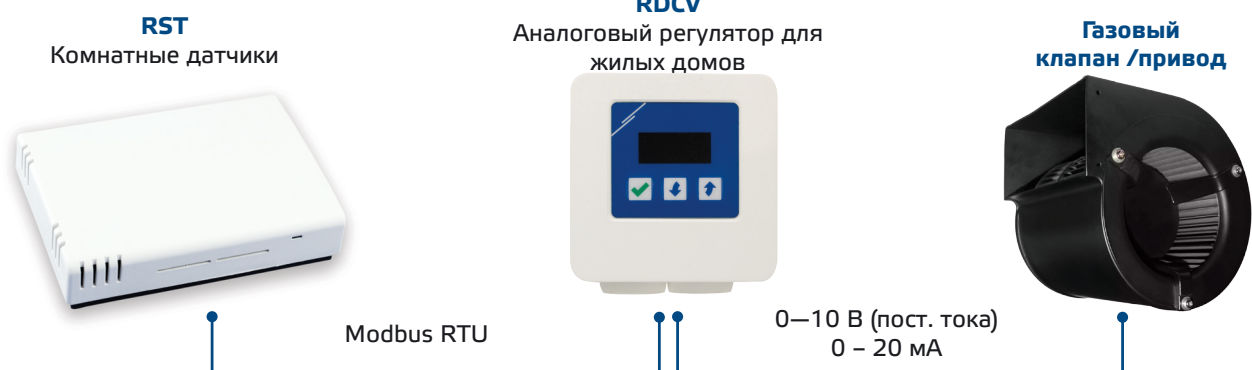 RST
Комнатные датчики
RDCV
Аналоговый регулятор для
жилых домов
Газовый
клапан /привод
Modbus RTU
0—10 В (пост. тока)
0 – 20 мА